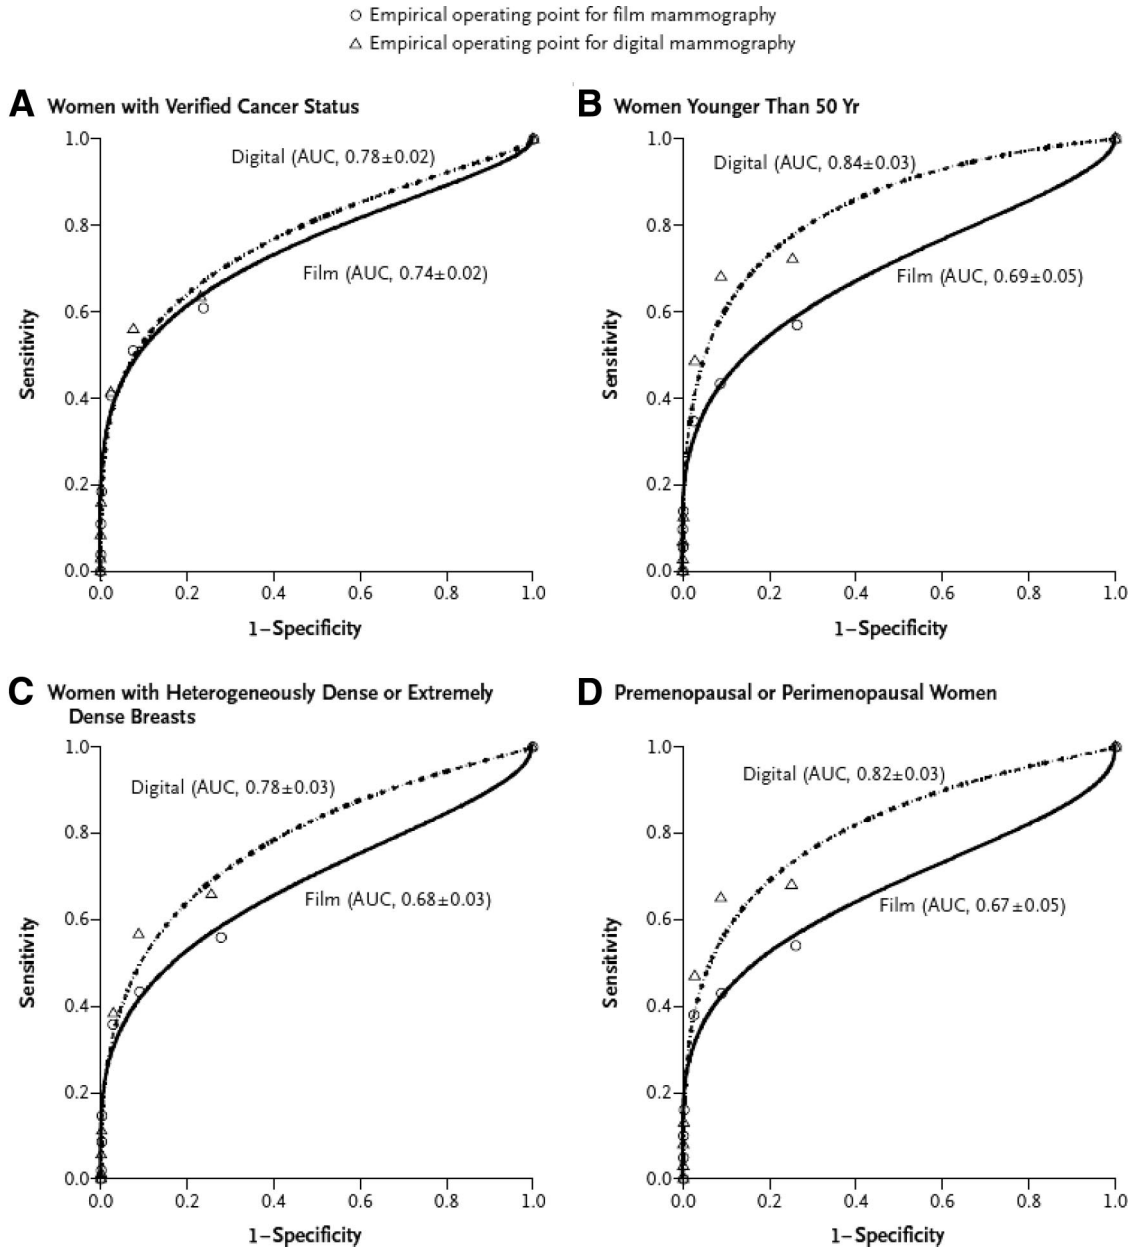 ○ Empirical operating point for film mammography
△ Empirical operating point for digital mammography
A Women with Verified Cancer Status
1.0
0.8
0.6
0.4
0.2
0.0
Sensitivity
Digital (AUC, 0.78±0.02)
Film (AUC, 0.74±0.02)
0.0 0.2 0.4 0.6 0.8 1.0
1–Specificity
B Women Younger Than 50 Yr
1.0
0.8
0.6
0.4
0.2
0.0
Sensitivity
Digital (AUC, 0.84±0.03)
Film (AUC, 0.69±0.05)
0.0 0.2 0.4 0.6 0.8 1.0
1–Specificity
C Women with Heterogeneously Dense or Extremely
Dense Breasts
1.0
0.8
0.6
0.4
0.2
0.0
Sensitivity
Digital (AUC, 0.78±0.03)
Film (AUC, 0.68±0.03)
0.0 0.2 0.4 0.6 0.8 1.0
1–Specificity
D Premenopausal or Perimenopausal Women
1.0
0.8
0.6
0.4
0.2
0.0
Sensitivity
Digital (AUC, 0.82±0.03)
Film (AUC, 0.67±0.05)
0.0 0.2 0.4 0.6 0.8 1.0
1–Specificity